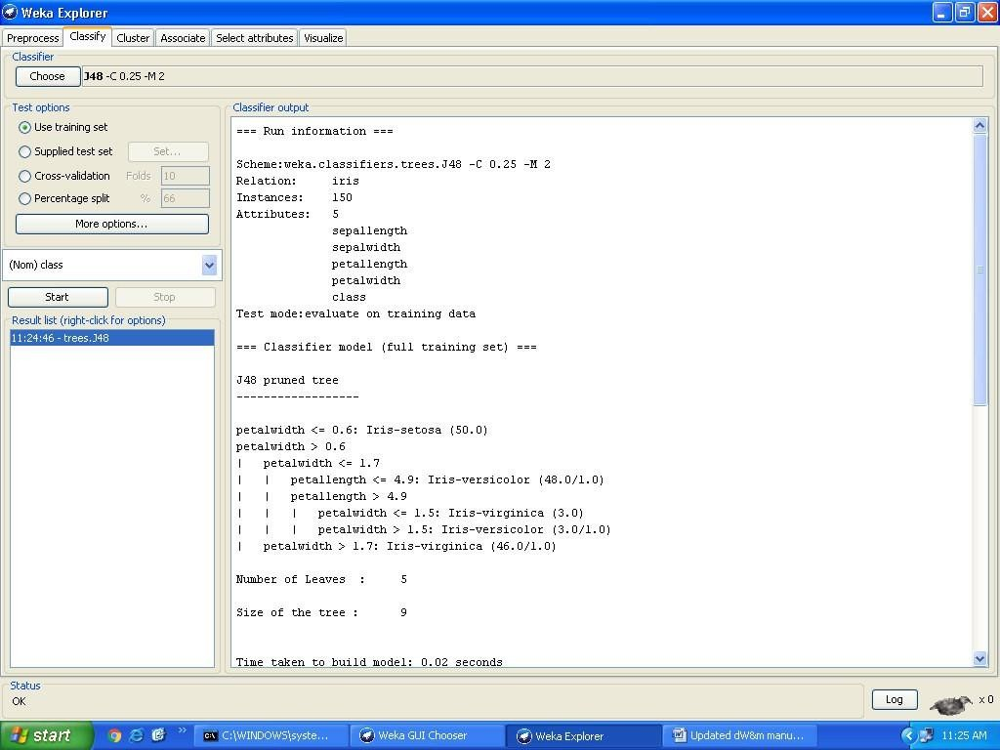 Weka Explorer
Preprocess Classify Cluster Associate Select attributes Visualize
Classifier
Choose J48 -C 0.25 -M 2
Test options
Use training set
Supplied test set Set...
Cross-validation Folds 10
Percentage split % 66
More options...
(Nom) class
Start Stop
Result list (right-click for options)
11:24:46 - trees.J48
Classifier output
=== Run information ===
Scheme:weka.classifiers.trees.J48 -C 0.25 -M 2
Relation:     iris
Instances:    150
Attributes:   5
              sepallength
              sepalwidth
              petallength
              petalwidth
              class
Test mode:evaluate on training data
=== Classifier model (full training set) ===
J48 pruned tree
------------------
petalwidth <= 0.6: Iris-setosa (50.0)
petalwidth > 0.6
|   petalwidth <= 1.7
|   |   petallength <= 4.9: Iris-versicolor (48.0/1.0)
|   |   petallength > 4.9
|   |   |   petalwidth <= 1.5: Iris-virginica (3.0)
|   |   |   petalwidth > 1.5: Iris-versicolor (3.0/1.0)
|   petalwidth > 1.7: Iris-virginica (46.0/1.0)
Number of Leaves  :     5
Size of the tree :      9
Time taken to build model: 0.02 seconds
Status
OK
Log x 0
start C:\WINDOWS\syste... Weka GUI Chooser Weka Explorer Updated dW&m manu... 11:25 AM